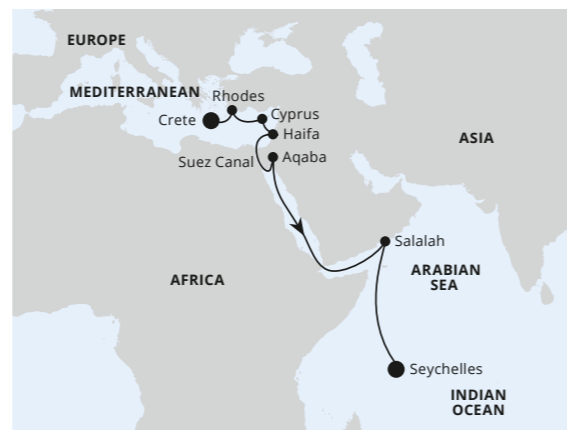 EUROPE
MEDITERRANEAN
Rhodes
Crete
Cyprus
Haifa
Suez Canal
Aqaba
ASIA
Salalah
AFRICA
ARABIAN
SEA
Seychelles
INDIAN
OCEAN